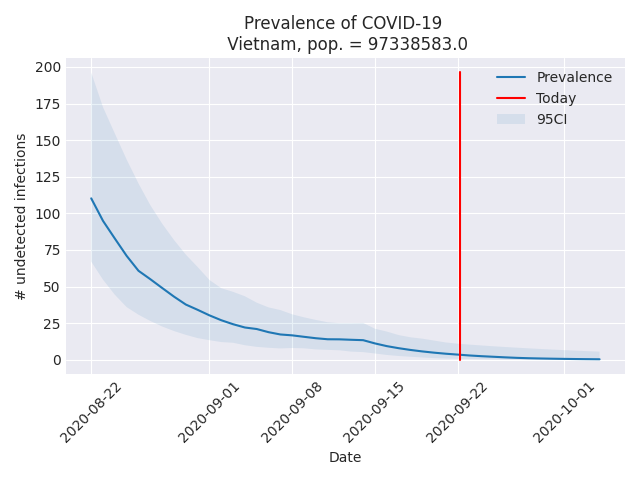 Prevalence of COVID-19
Vietnam, pop. = 97338583.0
# undetected infections
200
175
150
125
100
75
50
25
0
Prevalence
Today
95CI
2020-08-22
2020-09-01
2020-09-08
2020-09-15
2020-09-22
2020-10-01
Date